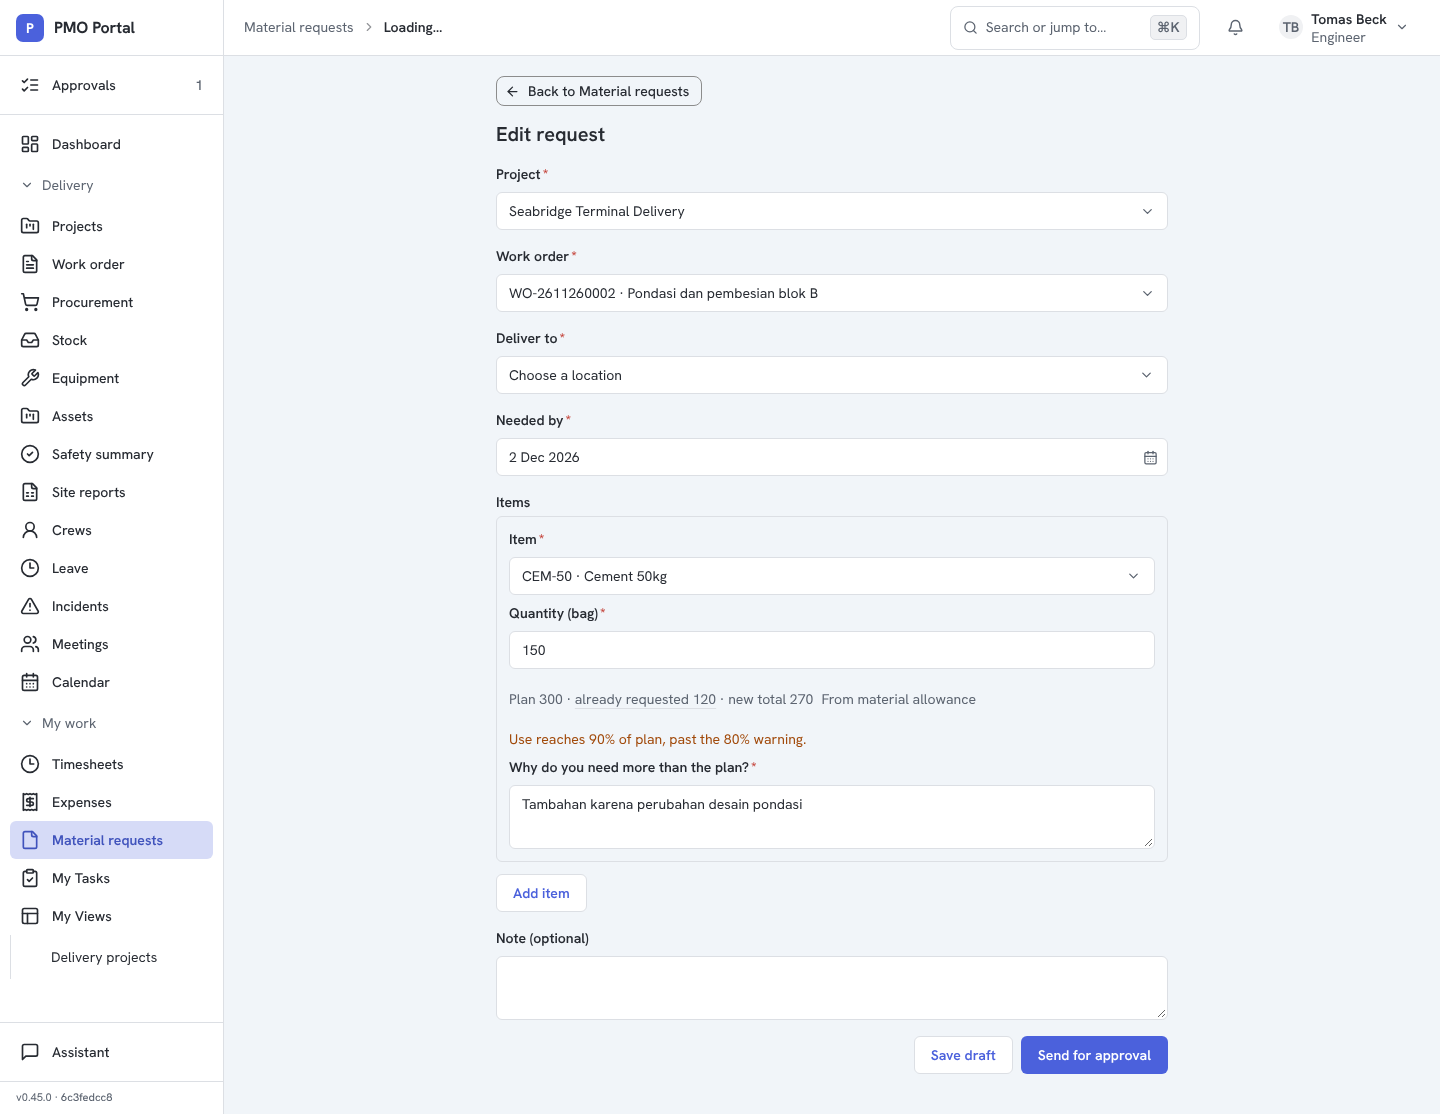 P PMO Portal
Material requests > Loading...
Search or jump to... ⌘K
TB Tomas Beck
Engineer
Approvals 1
Dashboard
Delivery
Projects
Work order
Procurement
Stock
Equipment
Assets
Safety summary
Site reports
Crews
Leave
Incidents
Meetings
Calendar
My work
Timesheets
Expenses
Material requests
My Tasks
My Views
Delivery projects
Assistant
v0.45.0 · 6c3fedcc8
Back to Material requests
Edit request
Project *
Seabridge Terminal Delivery
Work order *
WO-2611260002 · Pondasi dan pembesian blok B
Deliver to *
Choose a location
Needed by *
2 Dec 2026
Items
Item *
CEM-50 · Cement 50kg
Quantity (bag) *
150
Plan 300 · already requested 120 · new total 270 From material allowance
Use reaches 90% of plan, past the 80% warning.
Why do you need more than the plan? *
Tambahan karena perubahan desain pondasi
Add item
Note (optional)
Save draft
Send for approval